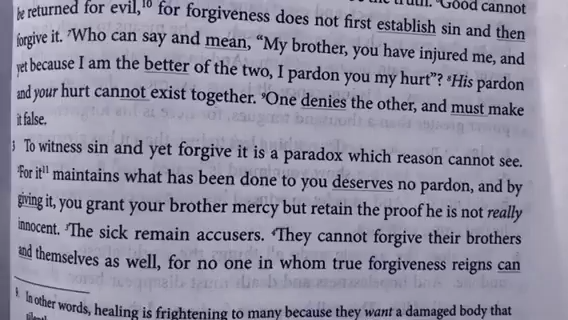 the truth. ⁶Good cannot
be returned for evil,¹⁰ for forgiveness does not first establish sin and then
forgive it. ⁷Who can say and mean, “My brother, you have injured me, and
yet because I am the better of the two, I pardon you my hurt”? ⁸His pardon
and your hurt cannot exist together. ⁹One denies the other, and must make
it false.
3 To witness sin and yet forgive it is a paradox which reason cannot see.
²For it¹¹ maintains what has been done to you deserves no pardon, and by
giving it, you grant your brother mercy but retain the proof he is not really
innocent. ³The sick remain accusers. ⁴They cannot forgive their brothers
and themselves as well, for no one in whom true forgiveness reigns can
8. In other words, healing is frightening to many because they want a damaged body that